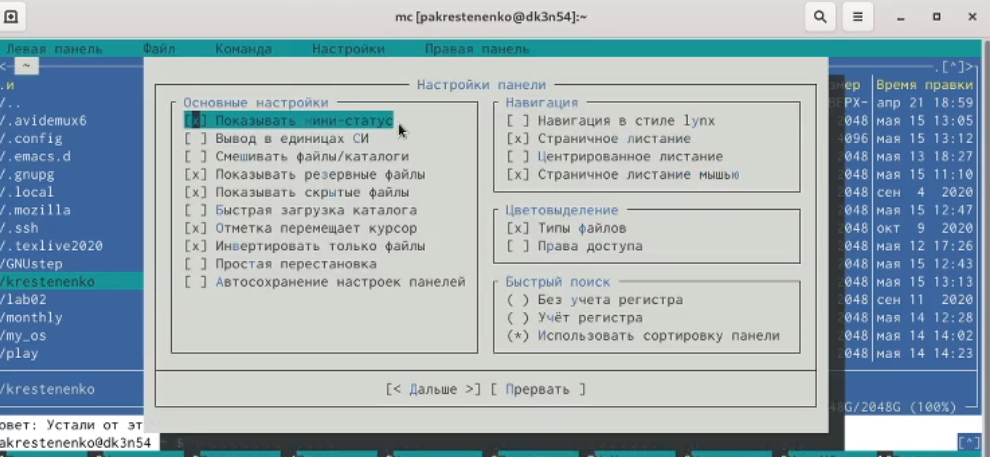 mc [pakrestenenko@dk3n54]:~
Левая панель Файл Команда Настройки Правая панель
<- ~ .[^]>
.и Настройки панели мер Время правки
/.. ВЕРХ- апр 21 18:59
/.avidemux6 2048 мая 15 13:05
/.config 4096 мая 15 13:12
/.emacs.d 2048 мая 13 18:27
/.gnupg 2048 мая 15 11:10
/.local 2048 сен 4 2020
/.mozilla 2048 мая 15 12:47
/.ssh 2048 окт 9 2020
/.texlive2020 2048 мая 12 17:26
/GNUstep 2048 мая 15 12:43
/krestenenko 2048 мая 15 13:13
/lab02 2048 сен 11 2020
/monthly 2048 мая 14 12:28
/my_os 2048 мая 14 14:02
/play 2048 мая 14 14:23
Основные настройки
[x] Показывать мини-статус
[ ] Вывод в единицах СИ
[ ] Смешивать файлы/каталоги
[x] Показывать резервные файлы
[x] Показывать скрытые файлы
[ ] Быстрая загрузка каталога
[x] Отметка перемещает курсор
[x] Инвертировать только файлы
[ ] Простая перестановка
[ ] Автосохранение настроек панелей
Навигация
[ ] Навигация в стиле lynx
[x] Страничное листание
[ ] Центрированное листание
[x] Страничное листание мышью
Цветовыделение
[x] Типы файлов
[ ] Права доступа
Быстрый поиск
( ) Без учета регистра
( ) Учёт регистра
(*) Использовать сортировку панели
[< Дальше >] [ Прервать ]
/krestenenko
48G/2048G (100%)
овет: Устали от эт
akrestenenko@dk3n54 ~ $ [^]